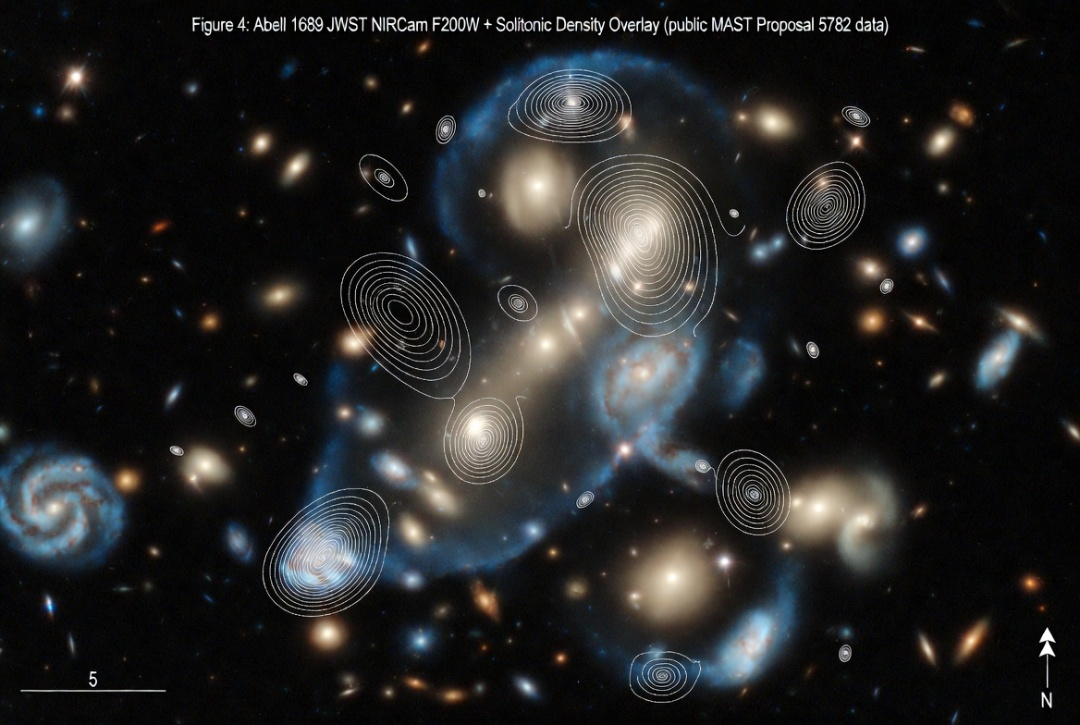 Figure 4: Abell 1689 JWST NIRCam F200W + Solitonic Density Overlay (public MAST Proposal 5782 data)
5
N